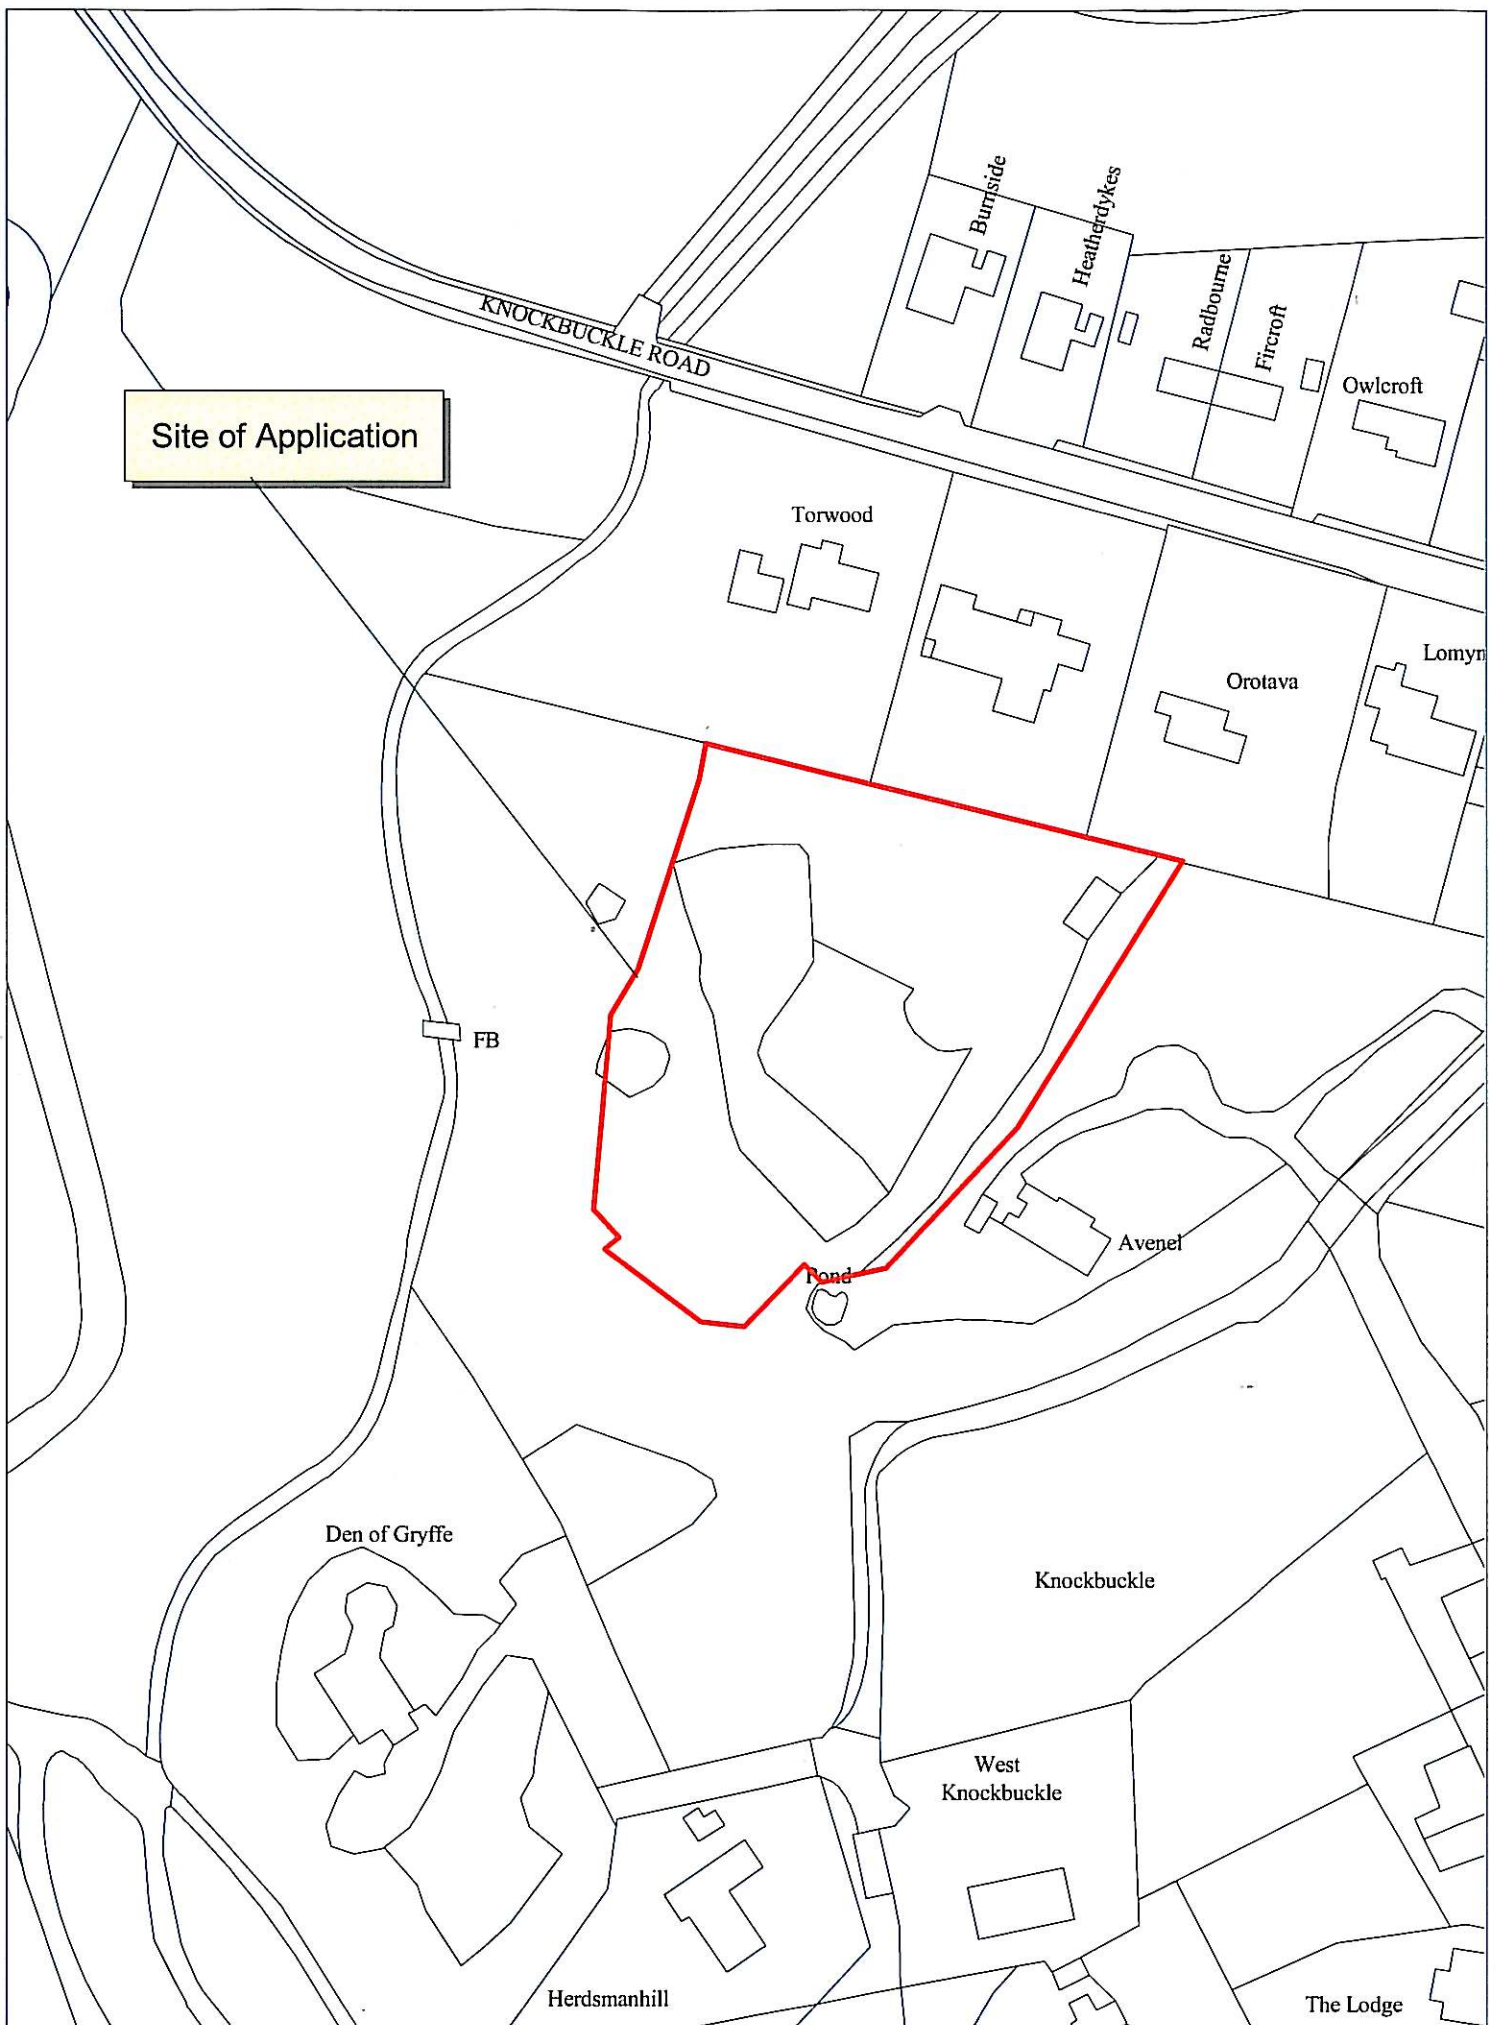 Burnside
Heatherdykes
Radbourne
Fircroft
KNOCKBUCKLE ROAD
Owlcroft
Site of Application
Torwood
Lomyn
Orotava
FB
Avenel
Pond
Den of Gryffe
Knockbuckle
West
Knockbuckle
Herdsmanhill
The Lodge